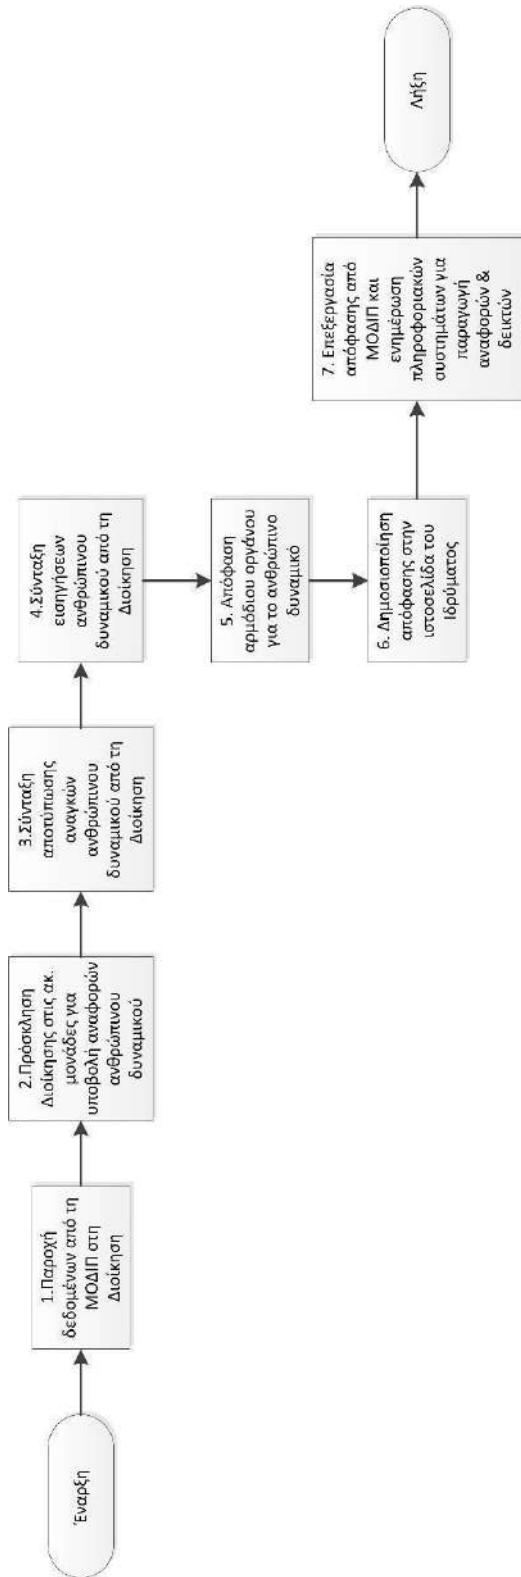 Έναρξη
1.Παροχή
δεδομένων από τη
ΜΟΔΙΠ στη
Διοίκηση
2.Πρόσκληση
Διοίκησης στις ακ.
μονάδες για
υποβολή αναφορών
ανθρώπινου
δυναμικού
3.Σύνταξη
αποτύπωσης
αναγκών
ανθρώπινου
δυναμικού από τη
Διοίκηση
4.Σύνταξη
εισηγήσεων
ανθρώπινου
δυναμικού από τη
Διοίκηση
5. Απόφαση
αρμόδιου οργάνου
για το ανθρώπινο
δυναμικό
6. Δημοσιοποίηση
απόφασης στην
ιστοσελίδα του
Ιδρύματος
7. Επεξεργασία
απόφασης από
ΜΟΔΙΠ και
ενημέρωση
πληροφοριακών
συστημάτων για
παραγωγή
αναφορών &
δεικτών
Λήξη